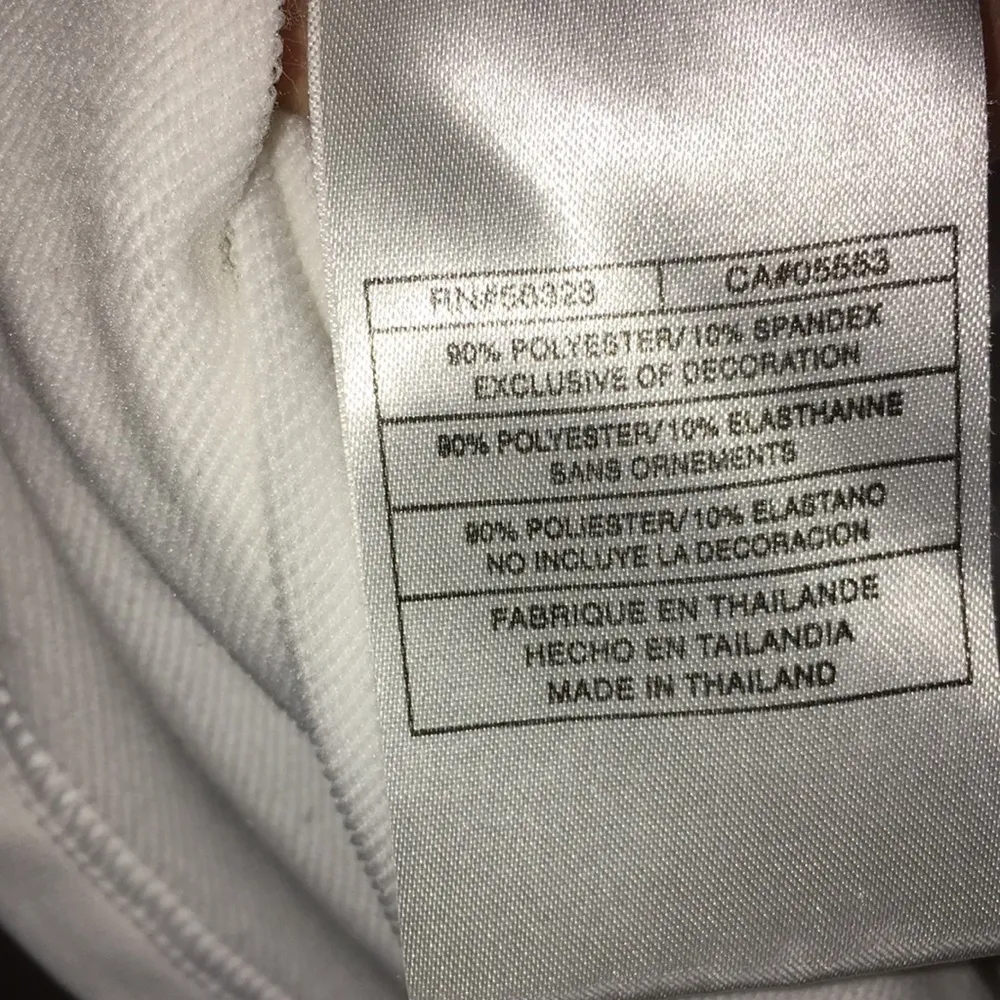 RN#56323 CA#05553
90% POLYESTER/10% SPANDEX
EXCLUSIVE OF DECORATION
90% POLYESTER/10% ELASTHANNE
SANS ORNEMENTS
90% POLIESTER/10% ELASTANO
NO INCLUYE LA DECORACION
FABRIQUE EN THAILANDE
HECHO EN TAILANDIA
MADE IN THAILAND